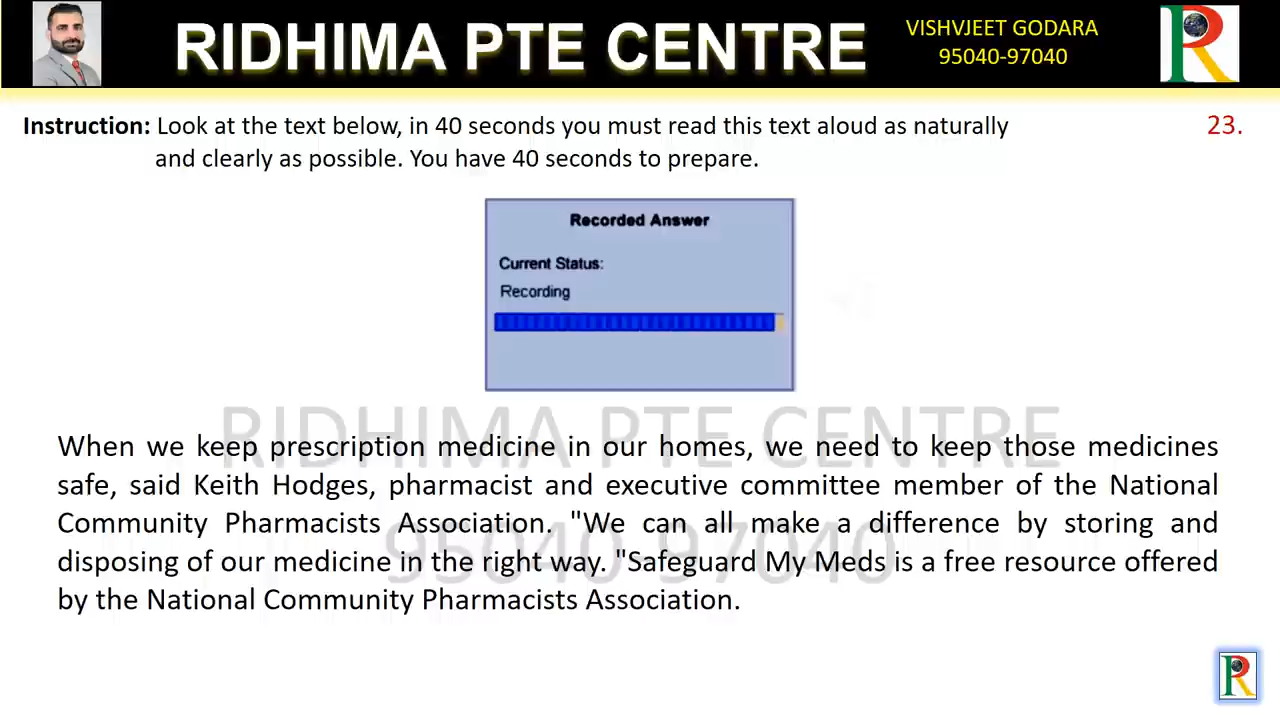 RIDHIMA PTE CENTRE
VISHVJEET GODARA
95040-97040
Instruction: Look at the text below, in 40 seconds you must read this text aloud as naturally
and clearly as possible. You have 40 seconds to prepare.
23.
Recorded Answer
Current Status:
Recording
RIDHIMA PTE CENTRE
95040-97040
When we keep prescription medicine in our homes, we need to keep those medicines
safe, said Keith Hodges, pharmacist and executive committee member of the National
Community Pharmacists Association. "We can all make a difference by storing and
disposing of our medicine in the right way. "Safeguard My Meds is a free resource offered
by the National Community Pharmacists Association.